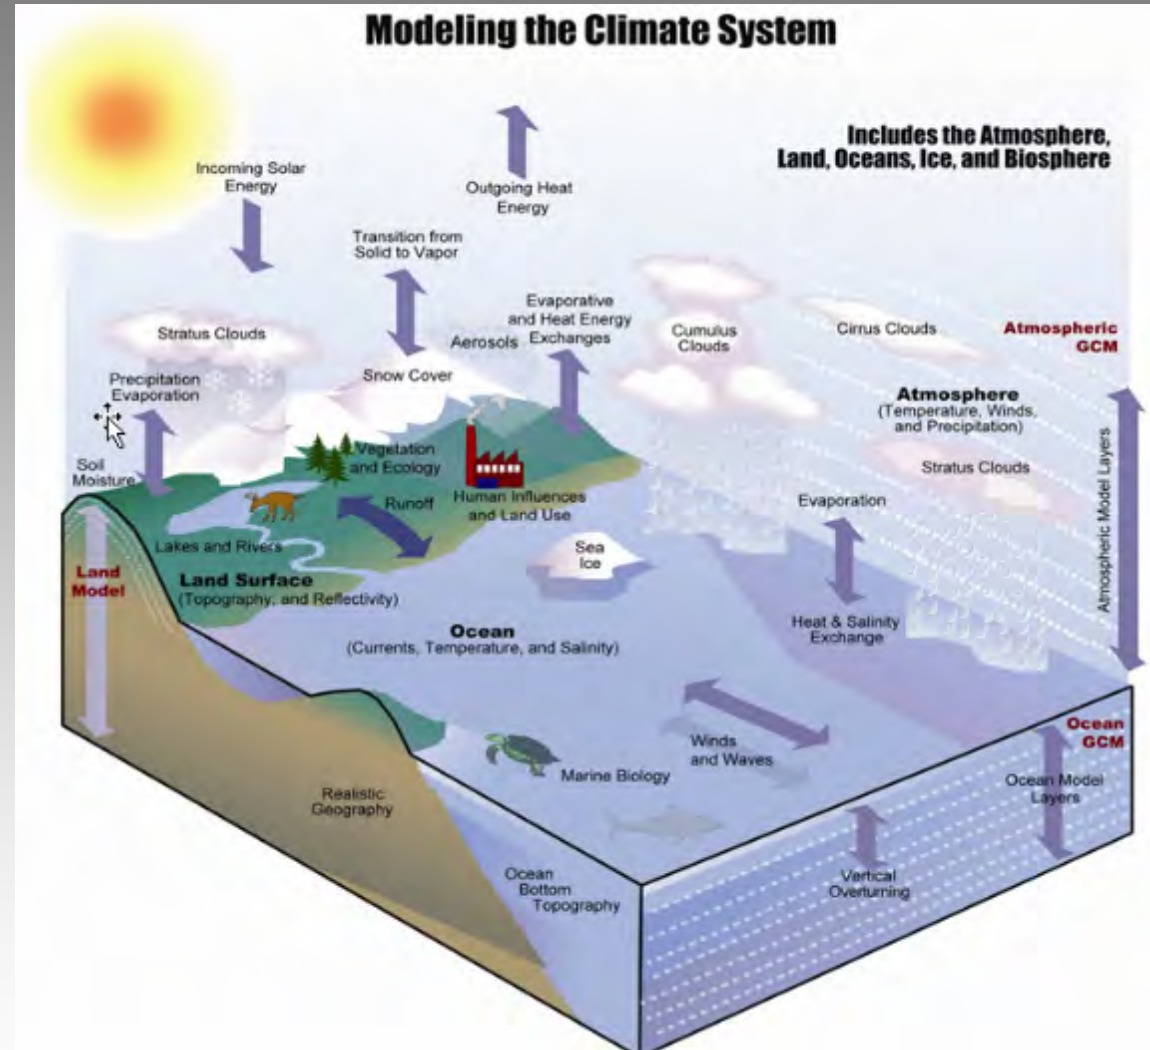 Modeling the Climate System
Includes the Atmosphere,
Land, Oceans, Ice, and Biosphere
Incoming Solar
Energy
Outgoing Heat
Energy
Transition from
Solid to Vapor
Evaporative
and Heat Energy
Exchanges
Stratus Clouds
Aerosols
Cumulus
Clouds
Cirrus Clouds
Atmospheric
GCM
Precipitation
Evaporation
Snow Cover
Atmosphere
(Temperature, Winds,
and Precipitation)
Atmospheric Model Layers
Soil
Moisture
Vegetation
and Ecology
Stratus Clouds
Runoff
Human Influences
and Land Use
Evaporation
Lakes and Rivers
Sea
Ice
Land
Model
Land Surface
(Topography, and Reflectivity)
Heat & Salinity
Exchange
Ocean
(Currents, Temperature, and Salinity)
Ocean
GCM
Winds
and Waves
Marine Biology
Ocean Model
Layers
Realistic
Geography
Ocean
Bottom
Topography
Vertical
Overturning